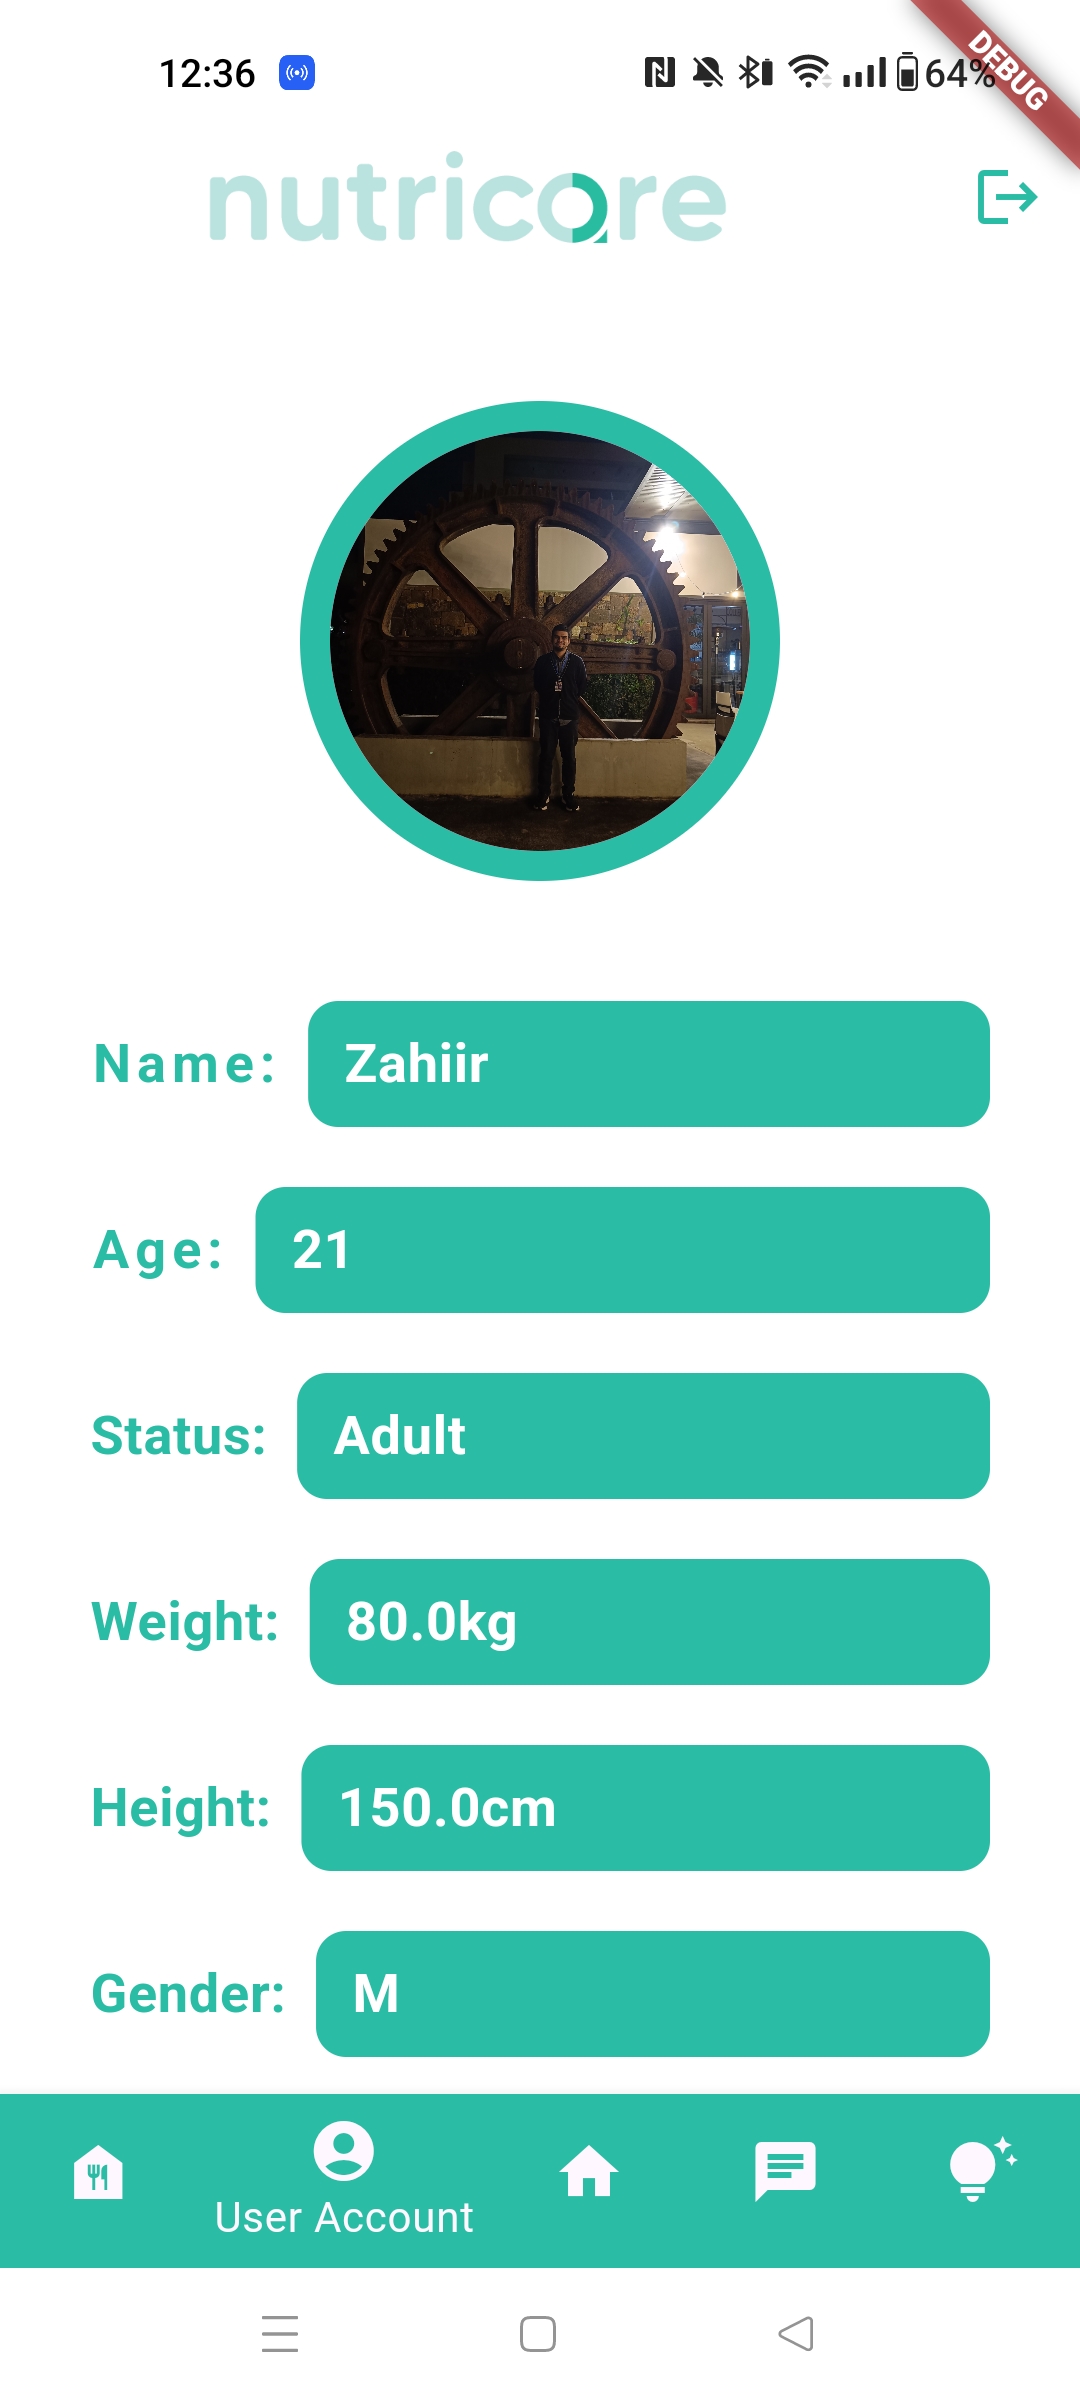 12:36
64%
DEBUG
nutricare
Name: Zahiir
Age: 21
Status: Adult
Weight: 80.0kg
Height: 150.0cm
Gender: M
User Account